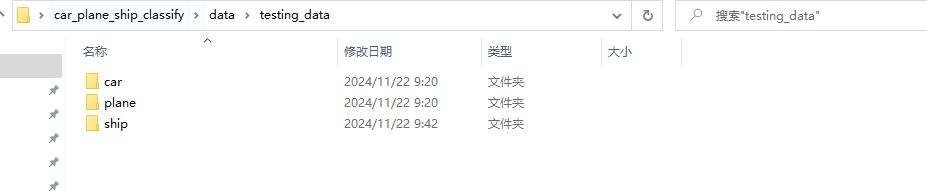 car_plane_ship_classify > data > testing_data 搜索"testing_data"
名称 修改日期 类型 大小
car 2024/11/22 9:20 文件夹
plane 2024/11/22 9:20 文件夹
ship 2024/11/22 9:42 文件夹